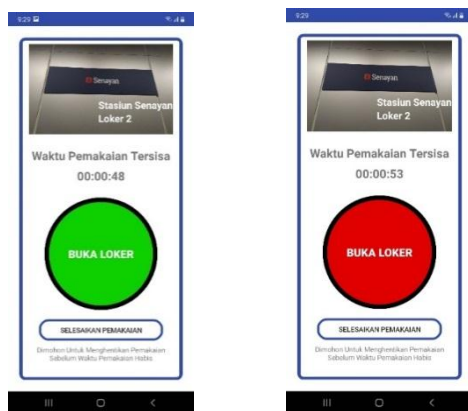 9:29
Senayan
Stasiun Senayan
Loker 2
Waktu Pemakaian Tersisa
00:00:48
BUKA LOKER
SELESAIKAN PEMAKAIAN
Dimohon Untuk Menghentikan Pemakaian
Sebelum Waktu Pemakaian Habis
9:29
Senayan
Stasiun Senayan
Loker 2
Waktu Pemakaian Tersisa
00:00:53
BUKA LOKER
SELESAIKAN PEMAKAIAN
Dimohon Untuk Menghentikan Pemakaian
Sebelum Waktu Pemakaian Habis